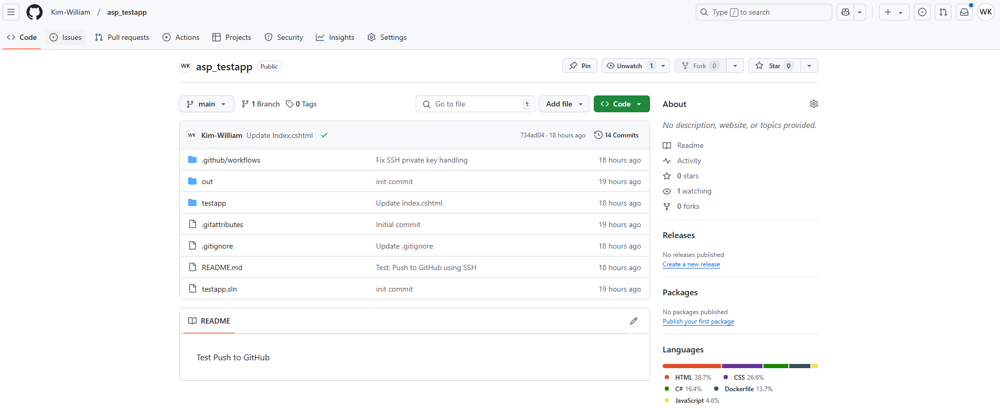 Kim-William / asp_testapp
Type / to search
WK
Code Issues Pull requests Actions Projects Security Insights Settings
WK asp_testapp Public
Pin Unwatch 1 Fork 0 Star 0
main 1 Branch 0 Tags Go to file t Add file Code
WK Kim-William Update Index.cshtml 734ad04 · 18 hours ago 14 Commits
.github/workflows Fix SSH private key handling 18 hours ago
out init commit 19 hours ago
testapp Update Index.cshtml 18 hours ago
.gitattributes Initial commit 19 hours ago
.gitignore Update .gitignore 18 hours ago
README.md Test: Push to GitHub using SSH 18 hours ago
testapp.sln init commit 19 hours ago
README
Test Push to GitHub
About
No description, website, or topics provided.
Readme
Activity
0 stars
1 watching
0 forks
Releases
No releases published
Create a new release
Packages
No packages published
Publish your first package
Languages
HTML 38.7% CSS 26.6%
C# 16.4% Dockerfile 13.7%
JavaScript 4.6%